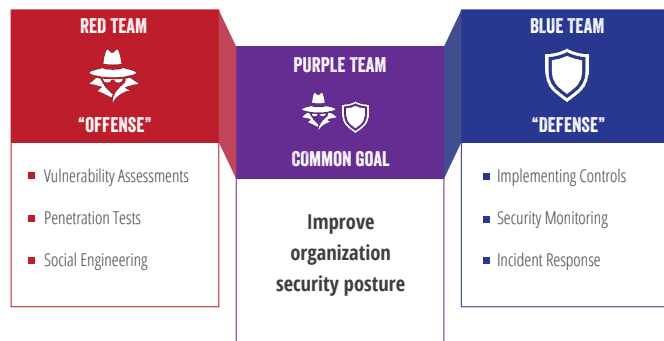 RED TEAM
“OFFENSE”
Vulnerability Assessments
Penetration Tests
Social Engineering
PURPLE TEAM
COMMON GOAL
Improve
organization
security posture
BLUE TEAM
“DEFENSE”
Implementing Controls
Security Monitoring
Incident Response